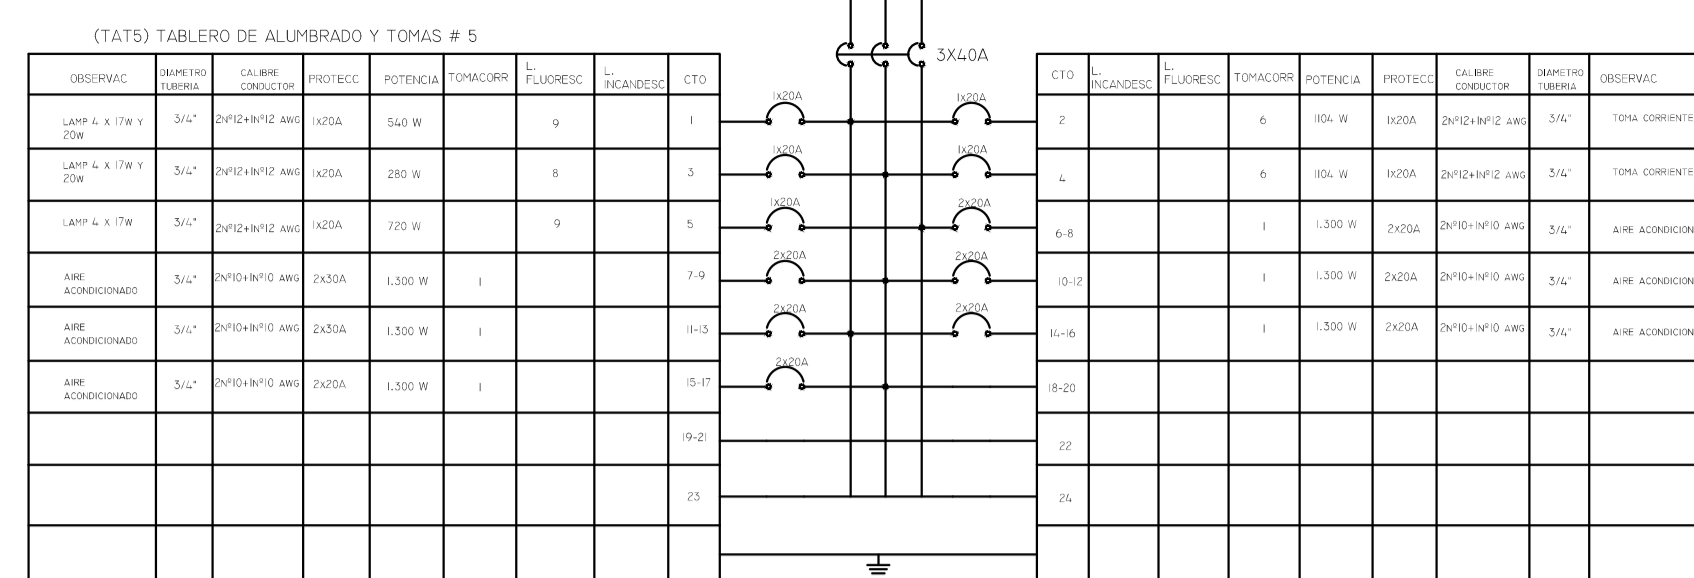 (TAT5) TABLERO DE ALUMBRADO Y TOMAS # 5
3X40A
OBSERVAC DIAMETRO TUBERIA CALIBRE CONDUCTOR PROTECC POTENCIA TOMACORR L. FLUORESC L. INCANDESC CTO
LAMP 4 X 17W Y 20W 3/4" 2Nº12+1Nº12 AWG 1X20A 540 W 9 1
LAMP 4 X 17W Y 20W 3/4" 2Nº12+1Nº12 AWG 1X20A 280 W 8 3
LAMP 4 X 17W 3/4" 2Nº12+1Nº12 AWG 1X20A 720 W 9 5
AIRE ACONDICIONADO 3/4" 2Nº10+1Nº10 AWG 2X30A 1.300 W 1 7-9
AIRE ACONDICIONADO 3/4" 2Nº10+1Nº10 AWG 2X30A 1.300 W 1 11-13
AIRE ACONDICIONADO 3/4" 2Nº10+1Nº10 AWG 2X20A 1.300 W 1 15-17
19-21
23
1X20A 1X20A
1X20A 1X20A
1X20A 2X20A
2X20A 2X20A
2X20A 2X20A
2X20A
CTO L. INCANDESC L. FLUORESC TOMACORR POTENCIA PROTECC CALIBRE CONDUCTOR DIAMETRO TUBERIA OBSERVAC
2 6 1104 W 1X20A 2Nº12+1Nº12 AWG 3/4" TOMA CORRIENTE
4 6 1104 W 1X20A 2Nº12+1Nº12 AWG 3/4" TOMA CORRIENTE
6-8 1 1.300 W 2X20A 2Nº10+1Nº10 AWG 3/4" AIRE ACONDICION
10-12 1 1.300 W 2X20A 2Nº10+1Nº10 AWG 3/4" AIRE ACONDICION
14-16 1 1.300 W 2X20A 2Nº10+1Nº10 AWG 3/4" AIRE ACONDICION
18-20
22
24